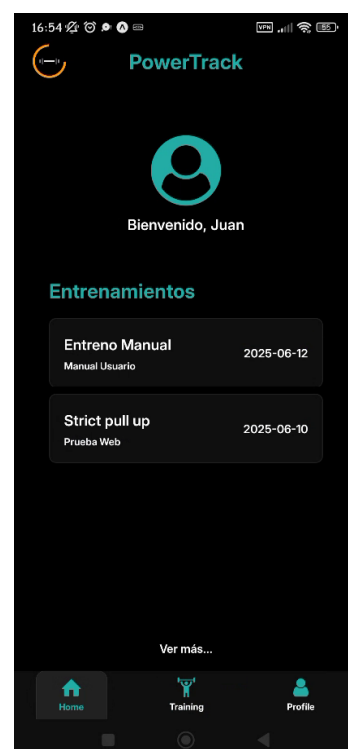 16:54
VPN
55
PowerTrack
Bienvenido, Juan
Entrenamientos
Entreno Manual
2025-06-12
Manual Usuario
Strict pull up
2025-06-10
Prueba Web
Ver más...
Home
Training
Profile